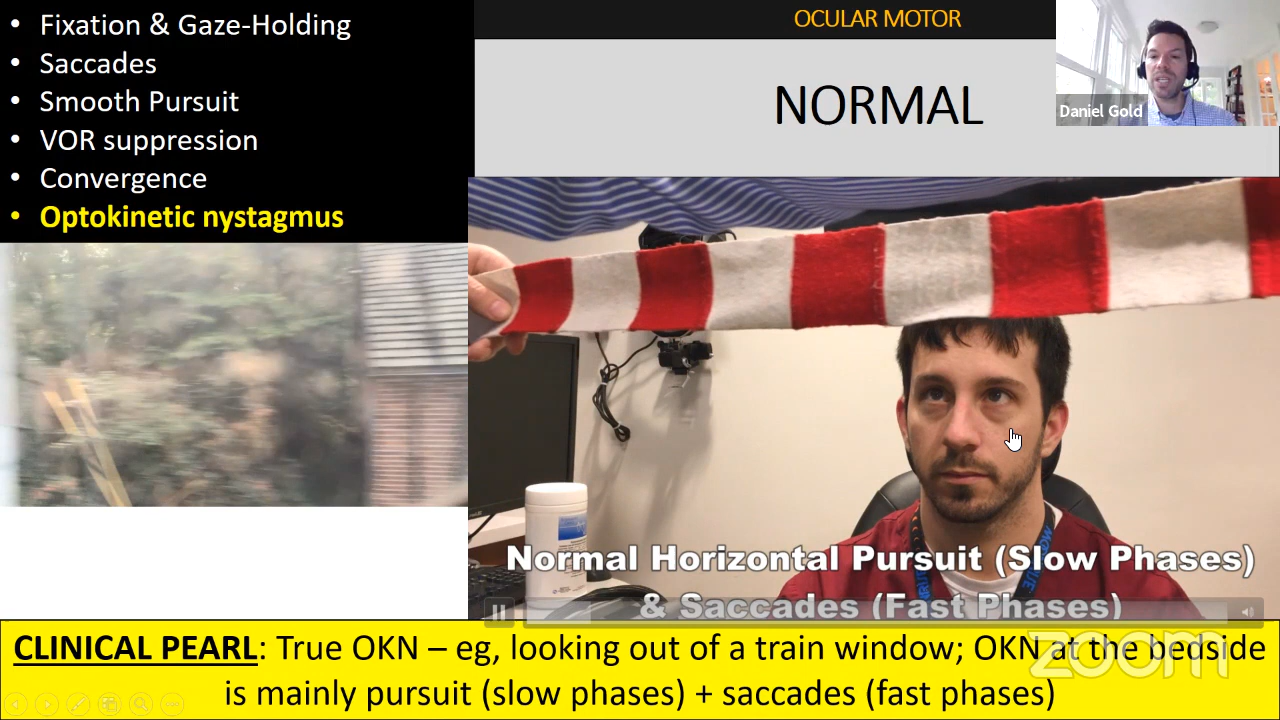 • Fixation & Gaze-Holding
• Saccades
• Smooth Pursuit
• VOR suppression
• Convergence
• Optokinetic nystagmus
OCULAR MOTOR
NORMAL
Daniel Gold
Normal Horizontal Pursuit (Slow Phases)
& Saccades (Fast Phases)
CLINICAL PEARL: True OKN – eg, looking out of a train window; OKN at the bedside
is mainly pursuit (slow phases) + saccades (fast phases)
zoom